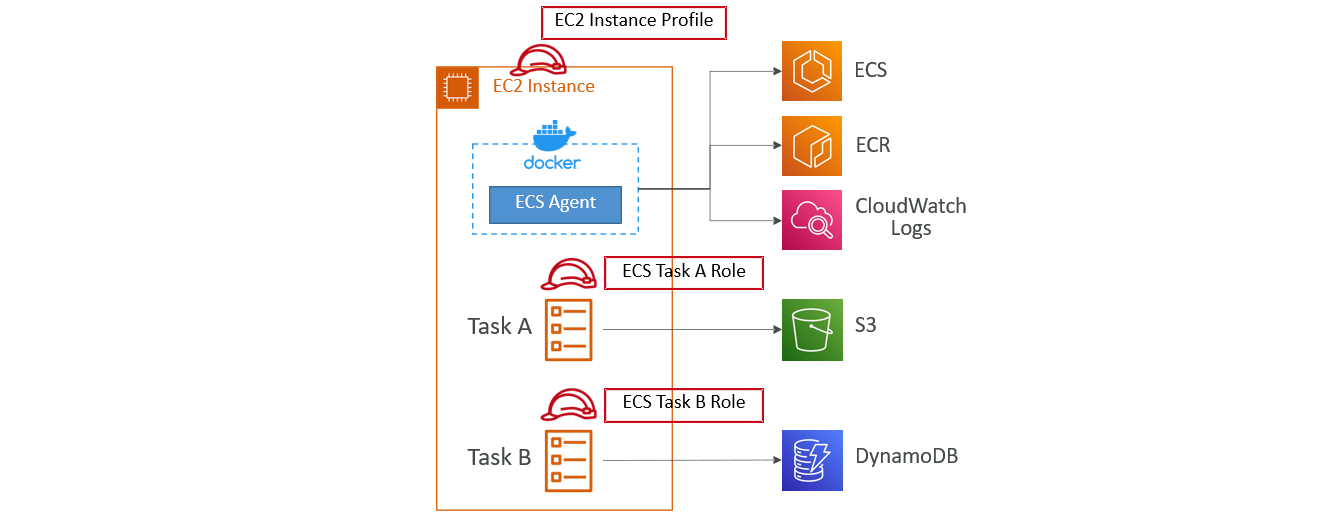 EC2 Instance Profile
EC2 Instance
docker
ECS Agent
ECS
ECR
CloudWatch
Logs
ECS Task A Role
Task A
S3
ECS Task B Role
Task B
DynamoDB